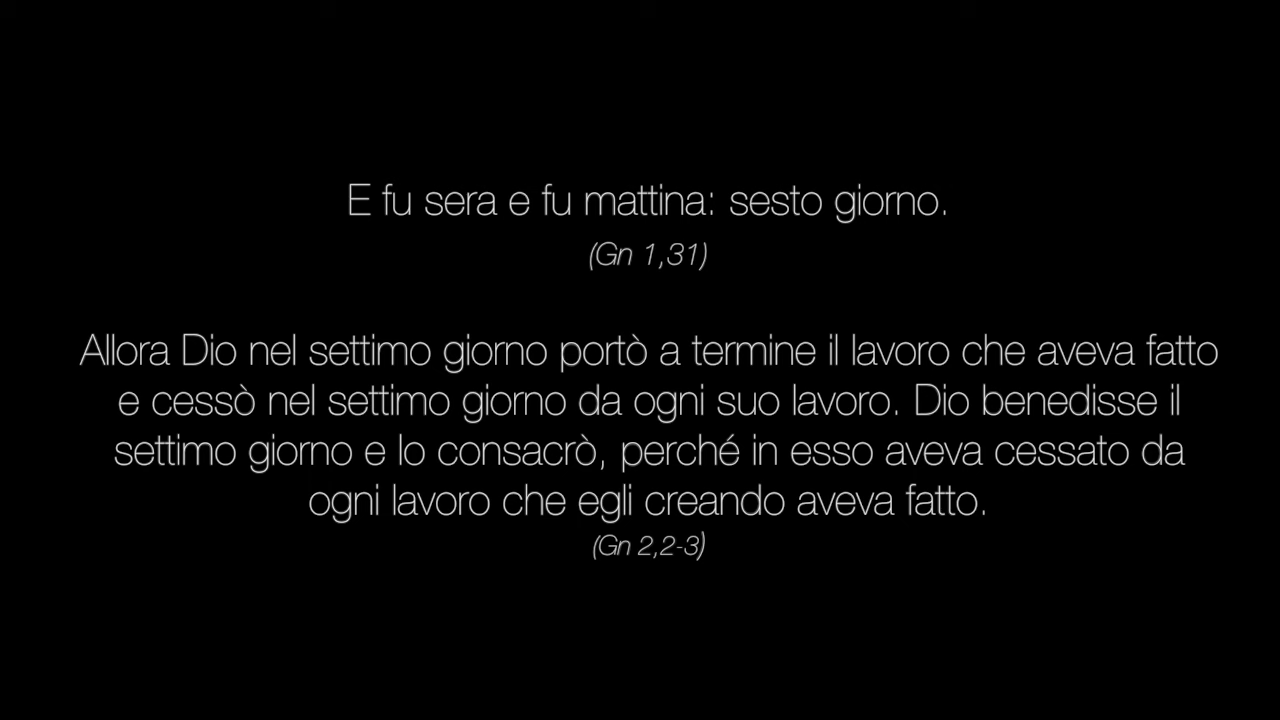 E fu sera e fu mattina: sesto giorno.
(Gn 1,31)
Allora Dio nel settimo giorno portò a termine il lavoro che aveva fatto
e cessò nel settimo giorno da ogni suo lavoro. Dio benedisse il
settimo giorno e lo consacrò, perché in esso aveva cessato da
ogni lavoro che egli creando aveva fatto.
(Gn 2,2-3)